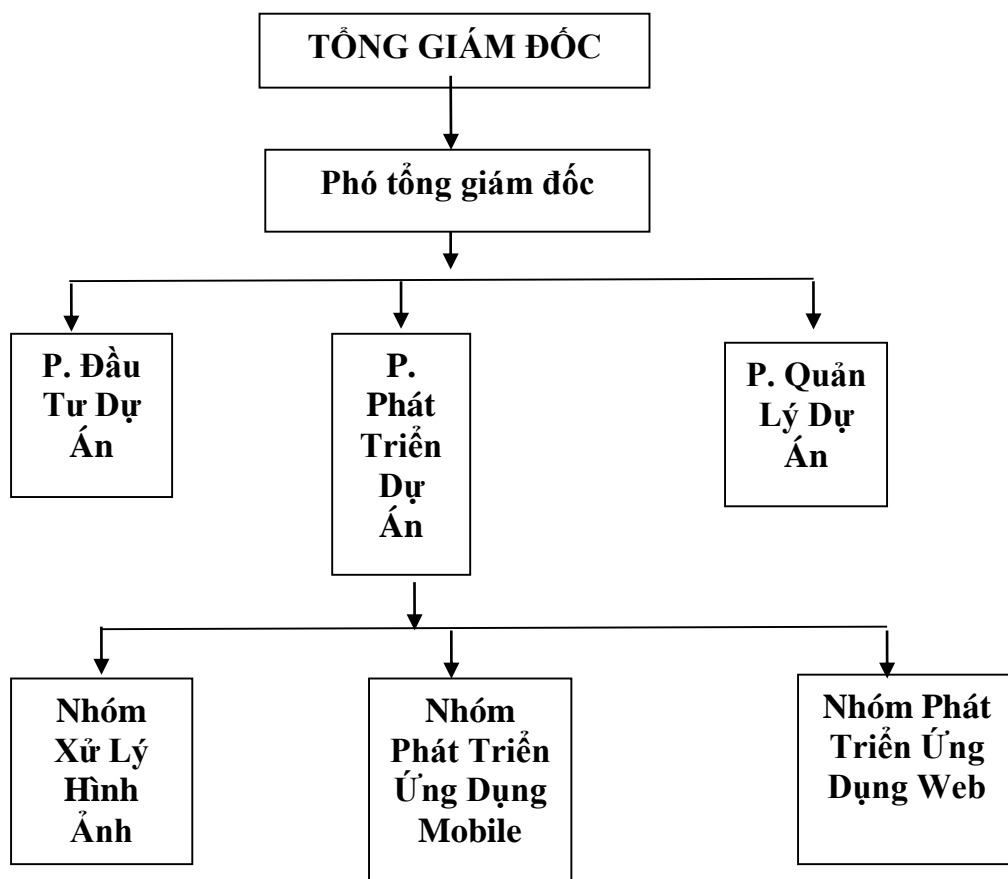 TỔNG GIÁM ĐỐC
Phó tổng giám đốc
P. Đầu
Tư Dự
Án
P.
Phát
Triển
Dự
Án
P. Quản
Lý Dự
Án
Nhóm
Xử Lý
Hình
Ảnh
Nhóm
Phát Triển
Ứng Dụng
Mobile
Nhóm Phát
Triển Ứng
Dụng Web